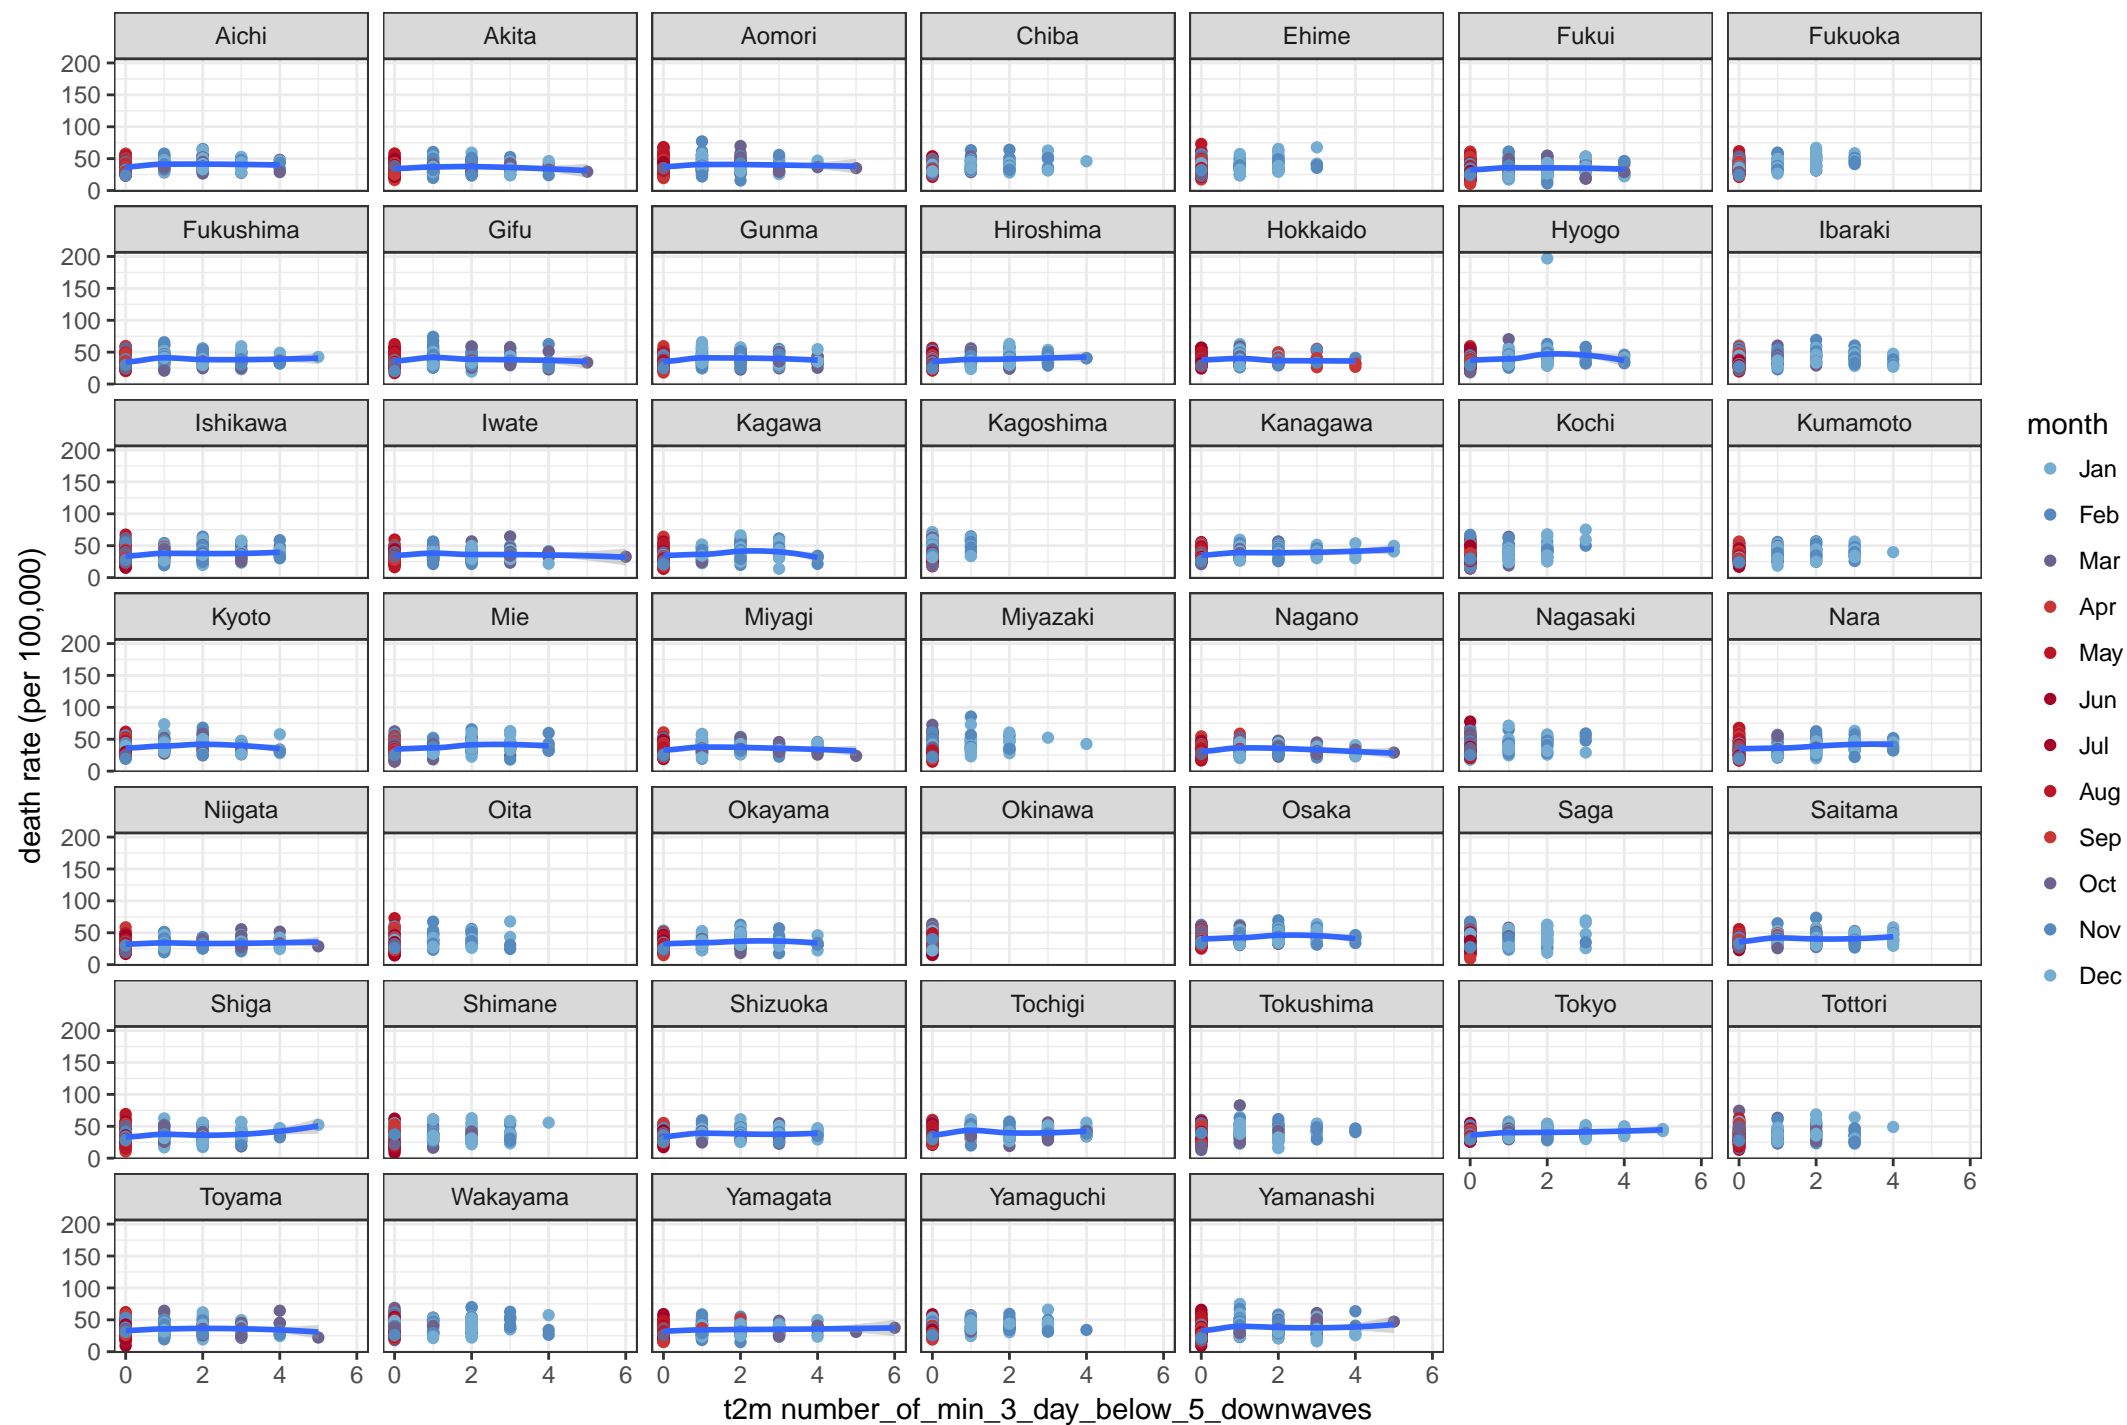 Aichi Akita Aomori Chiba Ehime Fukui Fukuoka
200
150
100
50
0
Fukushima Gifu Gunma Hiroshima Hokkaido Hyogo Ibaraki
200
150
100
50
0
Ishikawa Iwate Kagawa Kagoshima Kanagawa Kochi Kumamoto
200
150
100
50
0
Kyoto Mie Miyagi Miyazaki Nagano Nagasaki Nara
200
150
100
50
0
Niigata Oita Okayama Okinawa Osaka Saga Saitama
200
150
100
50
0
Shiga Shimane Shizuoka Tochigi Tokushima Tokyo Tottori
200
150
100
50
0
0 2 4 6 0 2 4 6
Toyama Wakayama Yamagata Yamaguchi Yamanashi
200
150
100
50
0
0 2 4 6 0 2 4 6 0 2 4 6 0 2 4 6 0 2 4 6
t2m number_of_min_3_day_below_5_downwaves
death rate (per 100,000)
month
Jan
Feb
Mar
Apr
May
Jun
Jul
Aug
Sep
Oct
Nov
Dec